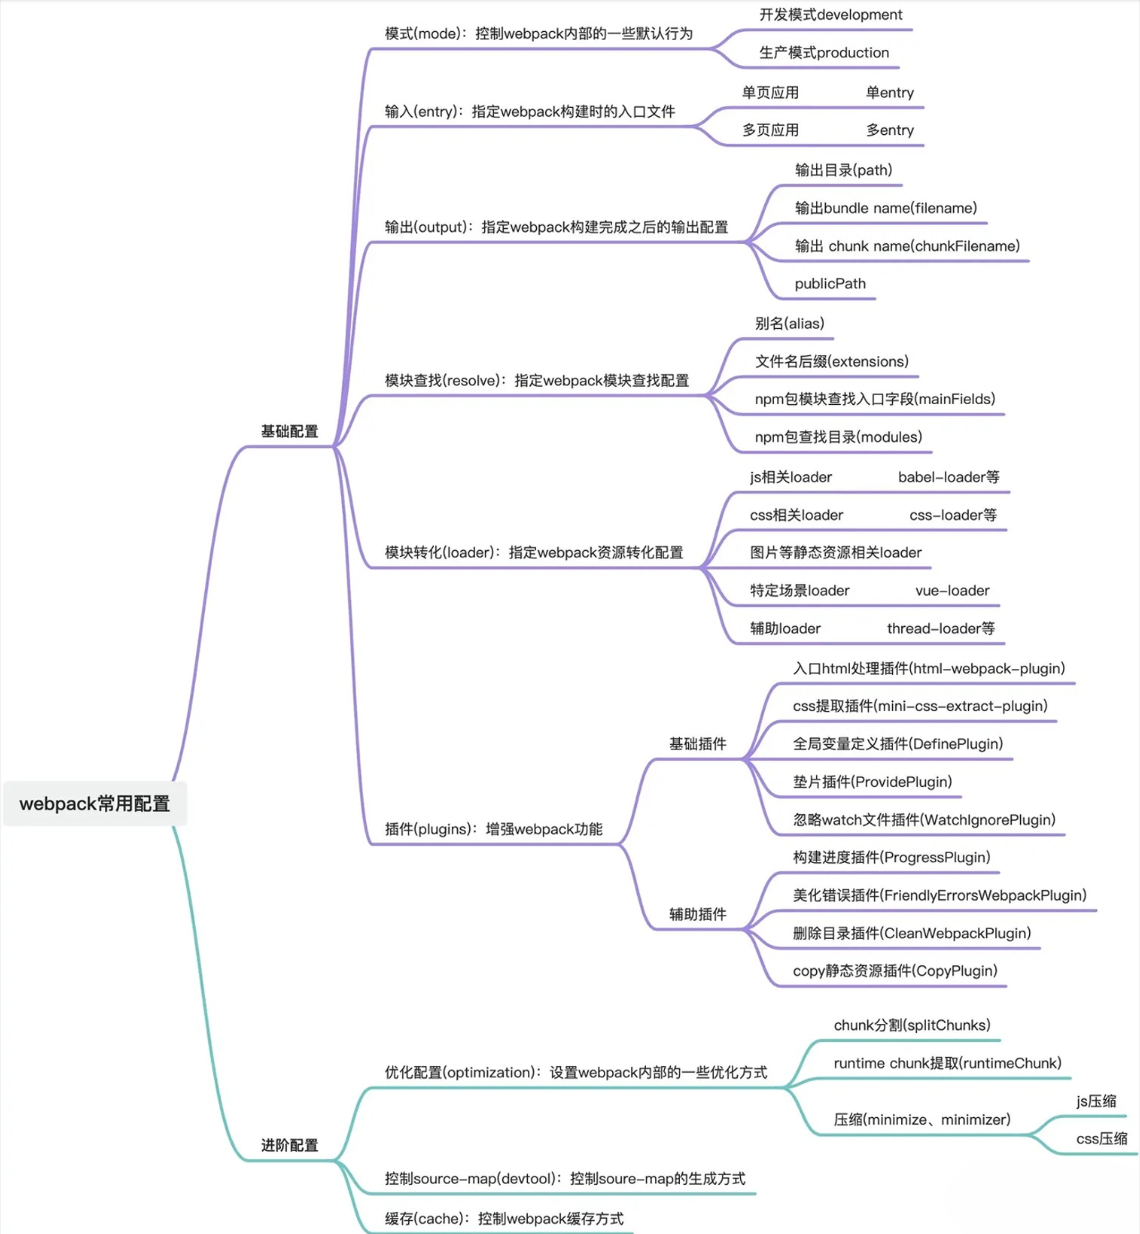 webpack常用配置
基础配置
模式(mode)：控制webpack内部的一些默认行为
开发模式development
生产模式production
输入(entry)：指定webpack构建时的入口文件
单页应用 单entry
多页应用 多entry
输出(output)：指定webpack构建完成之后的输出配置
输出目录(path)
输出bundle name(filename)
输出 chunk name(chunkFilename)
publicPath
模块查找(resolve)：指定webpack模块查找配置
别名(alias)
文件名后缀(extensions)
npm包模块查找入口字段(mainFields)
npm包查找目录(modules)
模块转化(loader)：指定webpack资源转化配置
js相关loader babel-loader等
css相关loader css-loader等
图片等静态资源相关loader
特定场景loader vue-loader
辅助loader thread-loader等
插件(plugins)：增强webpack功能
基础插件
入口html处理插件(html-webpack-plugin)
css提取插件(mini-css-extract-plugin)
全局变量定义插件(DefinePlugin)
垫片插件(ProvidePlugin)
忽略watch文件插件(WatchIgnorePlugin)
辅助插件
构建进度插件(ProgressPlugin)
美化错误插件(FriendlyErrorsWebpackPlugin)
删除目录插件(CleanWebpackPlugin)
copy静态资源插件(CopyPlugin)
进阶配置
优化配置(optimization)：设置webpack内部的一些优化方式
chunk分割(splitChunks)
runtime chunk提取(runtimeChunk)
压缩(minimize、minimizer)
js压缩
css压缩
控制source-map(devtool)：控制soure-map的生成方式
缓存(cache)：控制webpack缓存方式